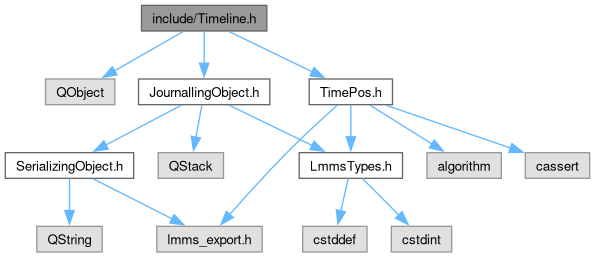 include/Timeline.h
QObject
JournallingObject.h
TimePos.h
SerializingObject.h
QStack
LmmsTypes.h
algorithm
cassert
QString
lmms_export.h
cstddef
cstdint